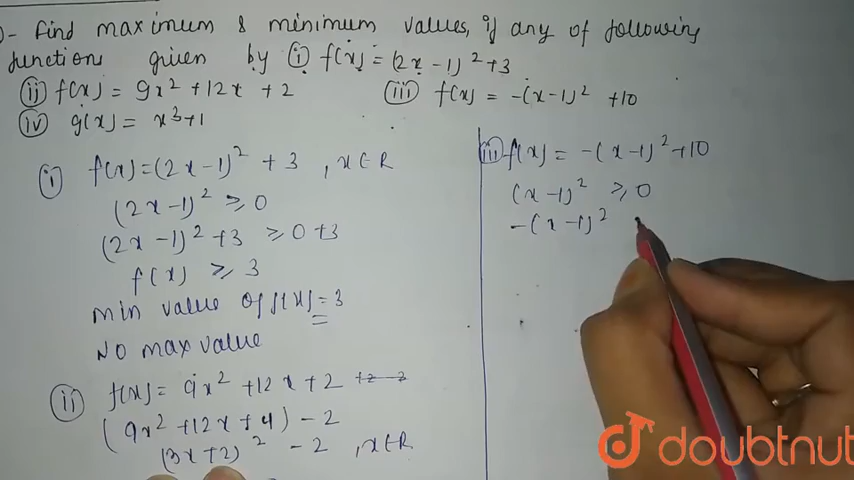 )- Find maximum & minimum values, if any of following
functions given by (i) f(x) = (2x - 1)² + 3
(ii) f(x) = 9x² + 12x + 2 (iii) f(x) = -(x-1)² + 10
(iv) g(x) = x³+1
(i) f(x) = (2x-1)² + 3 , x ∈ R
(2x-1)² ≥ 0
(2x-1)² + 3 ≥ 0+3
f(x) ≥ 3
Min value of f(x) = 3
No max value
(ii) f(x) = 9x² + 12x + 2
(9x² + 12x + 4) - 2
(3x+2)² - 2 , x ∈ R
(iii) f(x) = -(x-1)² + 10
(x-1)² ≥ 0
-(x-1)²
doubtnut